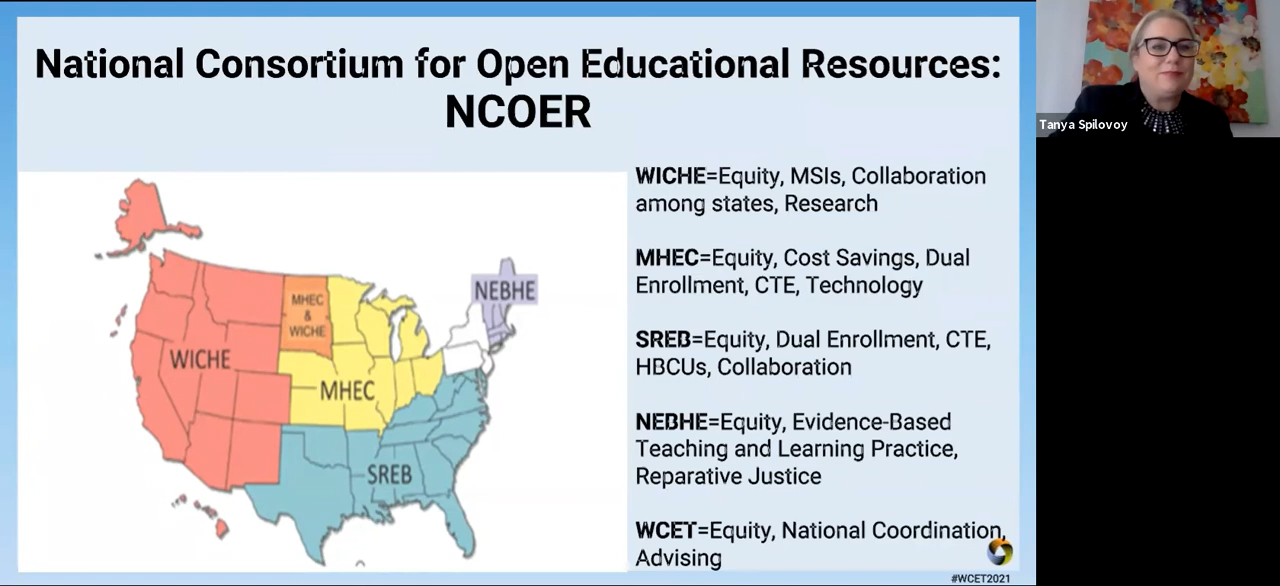 National Consortium for Open Educational Resources:
NCOER
Tanya Spilovoy
WICHE=Equity, MSIs, Collaboration
among states, Research
MHEC=Equity, Cost Savings, Dual
Enrollment, CTE, Technology
SREB=Equity, Dual Enrollment, CTE,
HBCUs, Collaboration
NEBHE=Equity, Evidence-Based
Teaching and Learning Practice,
Reparative Justice
WCET=Equity, National Coordination,
Advising
NEBHE
MHEC
&
WICHE
WICHE
MHEC
SREB
#WCET2021